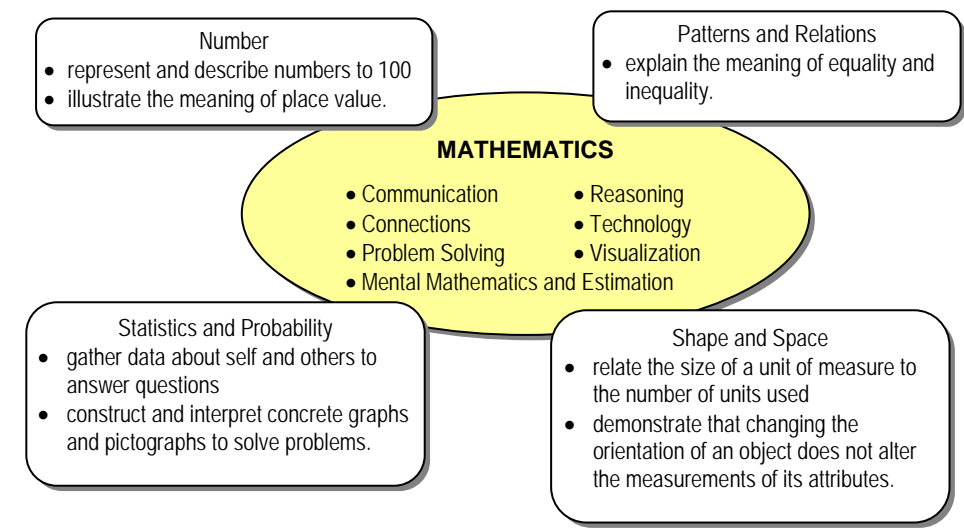 Number
• represent and describe numbers to 100
• illustrate the meaning of place value.
Patterns and Relations
• explain the meaning of equality and
inequality.
MATHEMATICS
• Communication
• Connections
• Problem Solving
• Mental Mathematics and Estimation
• Reasoning
• Technology
• Visualization
Statistics and Probability
• gather data about self and others to
answer questions
• construct and interpret concrete graphs
and pictographs to solve problems.
Shape and Space
• relate the size of a unit of measure to
the number of units used
• demonstrate that changing the
orientation of an object does not alter
the measurements of its attributes.